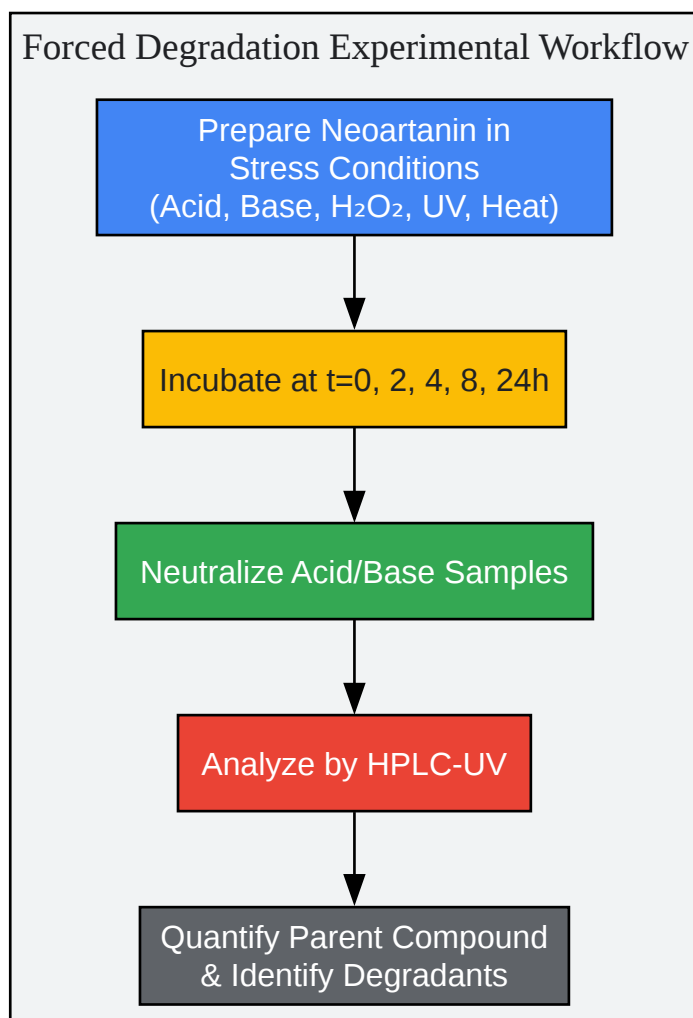 Forced Degradation Experimental Workflow
Prepare Neoartanin in
Stress Conditions
(Acid, Base, H₂O₂, UV, Heat)
Incubate at t=0, 2, 4, 8, 24h
Neutralize Acid/Base Samples
Analyze by HPLC-UV
Quantify Parent Compound
& Identify Degradants